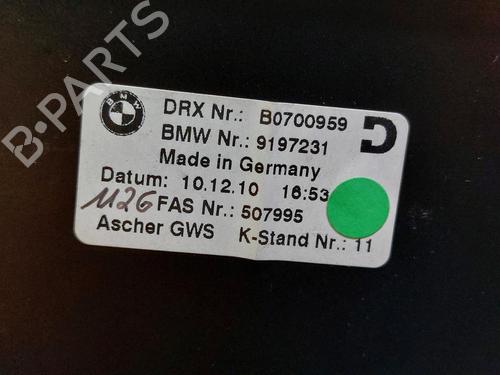 B-PARTS
BMW
DRX Nr.: B0700959
BMW Nr.: 9197231
Made in Germany
Datum: 10.12.10 16:53
1126 FAS Nr.: 507995
Ascher GWS K-Stand Nr.: 11